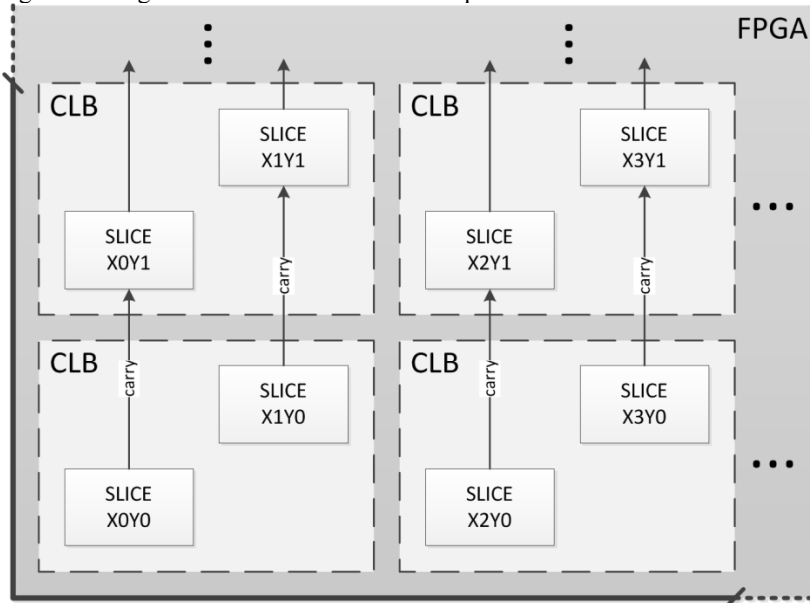 FPGA
CLB
SLICE
X1Y1
SLICE
X0Y1
carry
carry
CLB
SLICE
X3Y1
SLICE
X2Y1
carry
carry
CLB
SLICE
X1Y0
SLICE
X0Y0
CLB
SLICE
X3Y0
SLICE
X2Y0